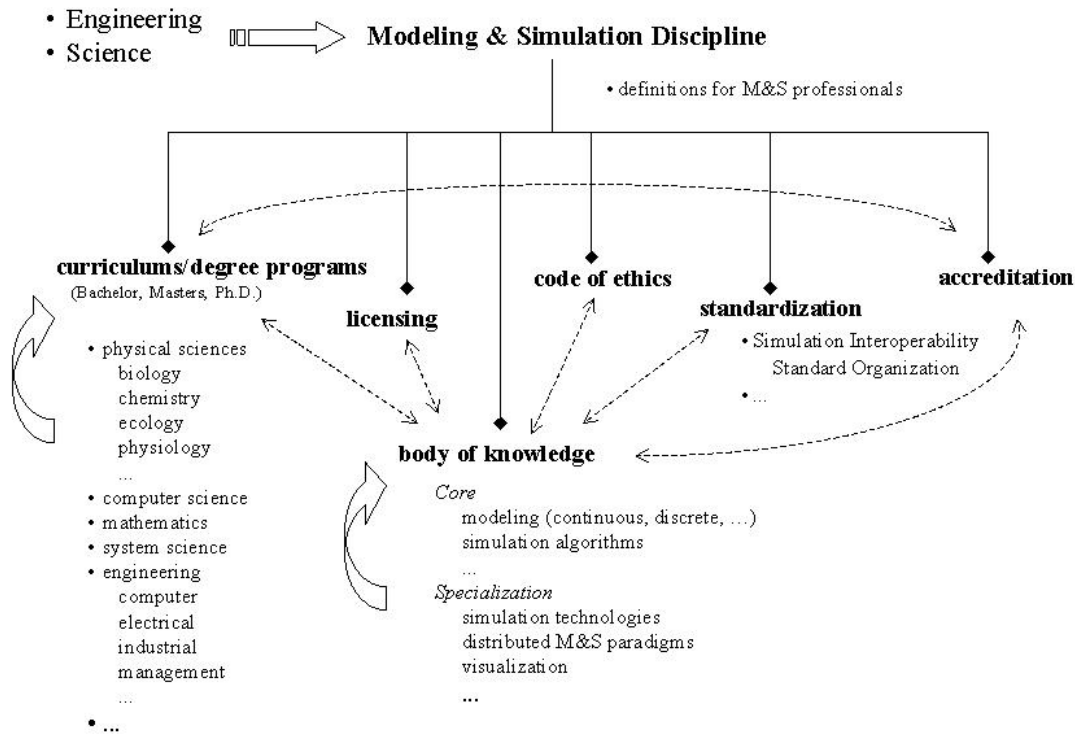 • Engineering
• Science
Modeling & Simulation Discipline
• definitions for M&S professionals
curriculums/degree programs
(Bachelor, Masters, Ph.D.)
licensing
code of ethics
standardization
accreditation
• Simulation Interoperability
Standard Organization
• ...
• physical sciences
biology
chemistry
ecology
physiology
...
• computer science
• mathematics
• system science
• engineering
computer
electrical
industrial
management
...
• ...
body of knowledge
Core
modeling (continuous, discrete, ...)
simulation algorithms
...
Specialization
simulation technologies
distributed M&S paradigms
visualization
...